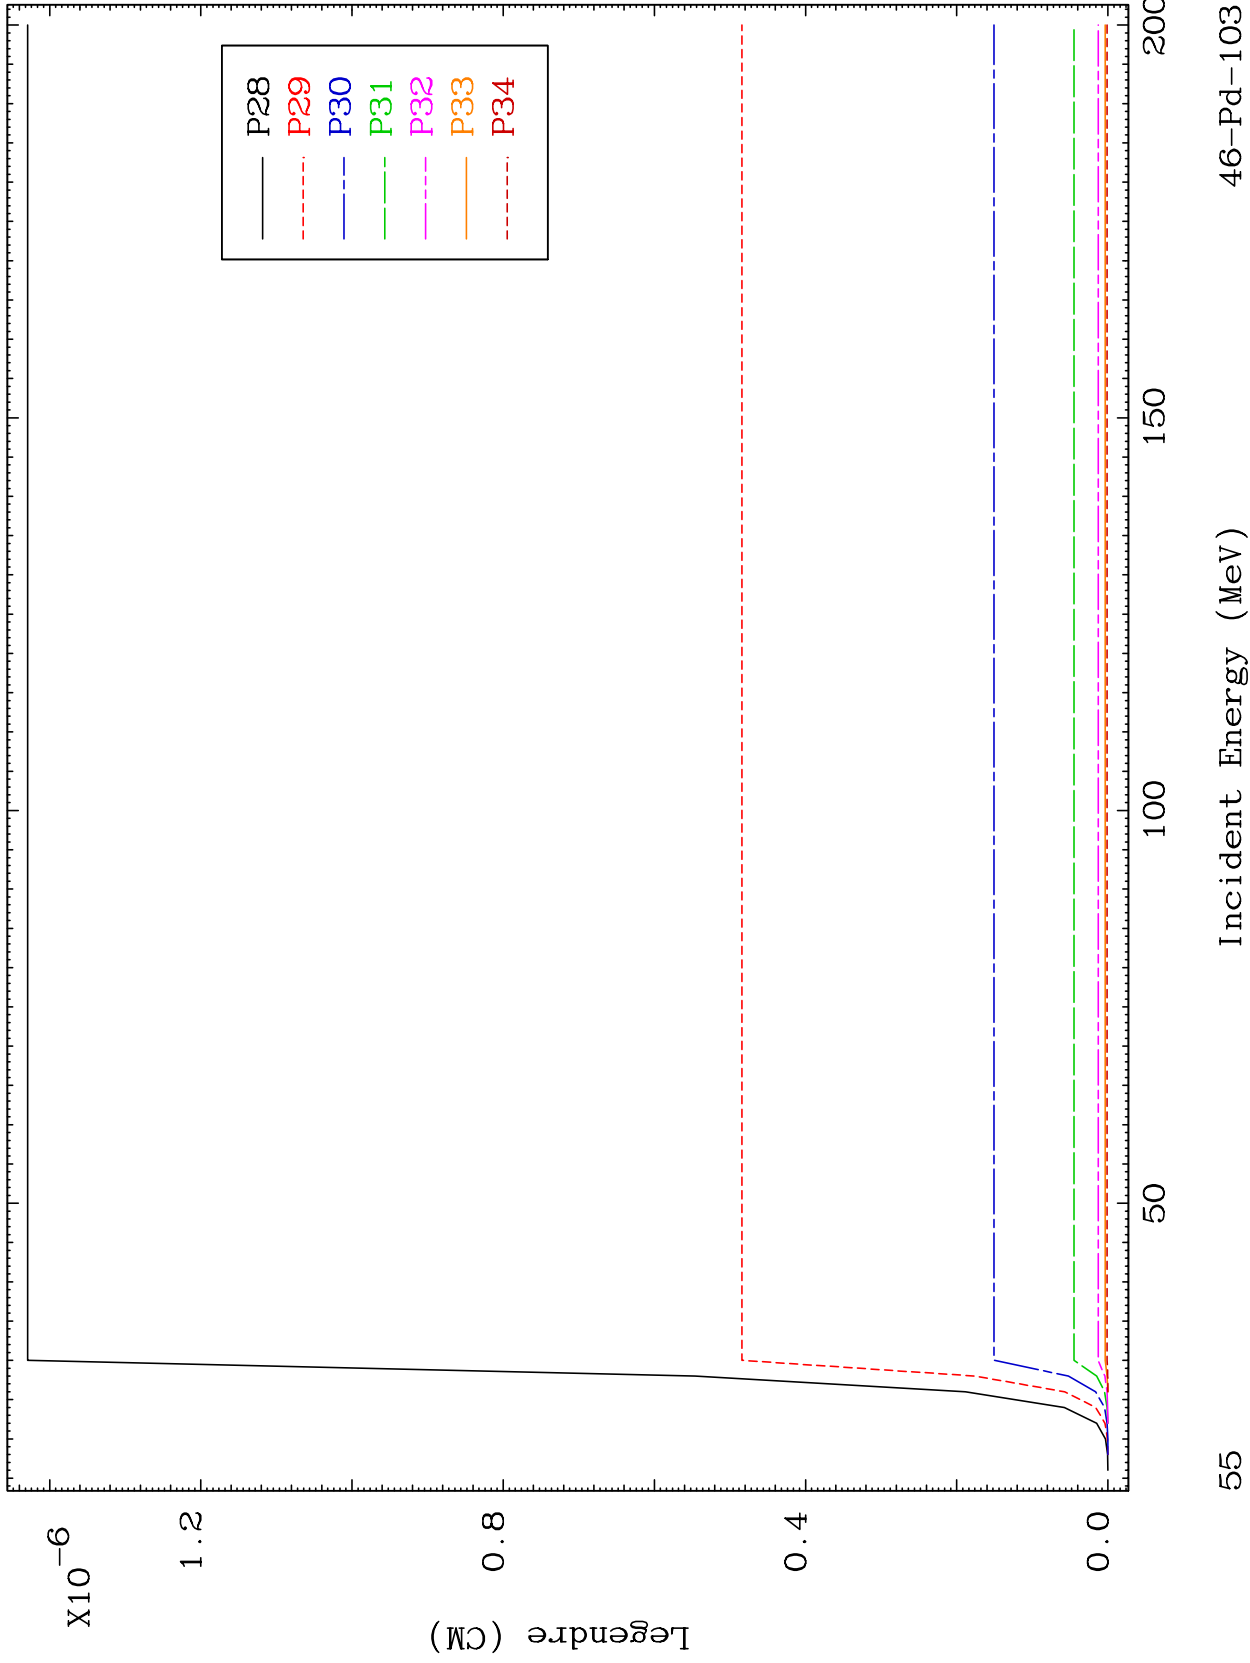 X10-6
1.2
0.8
0.4
0.0
Legendre (CM)
P28
P29
P30
P31
P32
P33
P34
50
100
150
200
Incident Energy (MeV)
55
46-Pd-103